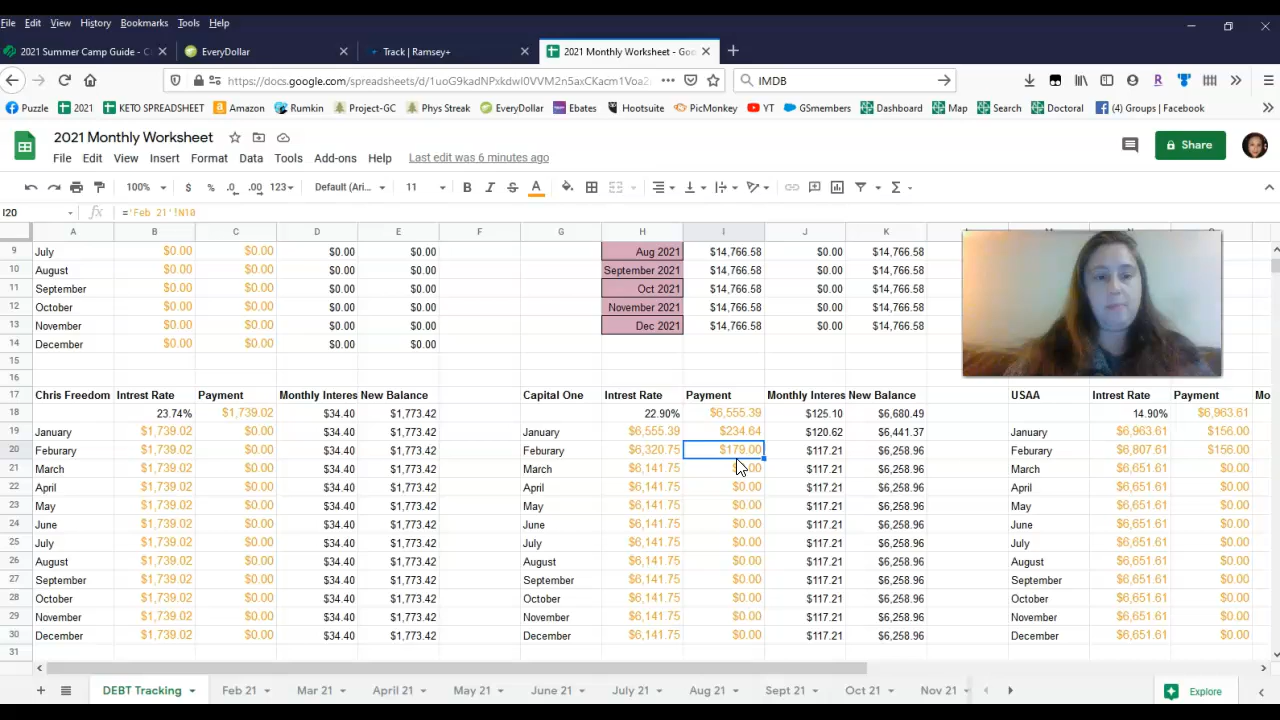 File Edit View History Bookmarks Tools Help
2021 Summer Camp Guide - C EveryDollar Track | Ramsey+ 2021 Monthly Worksheet - Goo
https://docs.google.com/spreadsheets/d/ IMDB
Puzzle 2021 KETO SPREADSHEET Amazon Rumkin Project-GC Phys Streak EveryDollar Ebates Hootsuite PicMonkey YT GSmembers Dashboard Map Search Doctoral (4) Groups | Facebook
2021 Monthly Worksheet
File Edit View Insert Format Data Tools Add-ons Help Last edit was 6 minutes ago
Share
100% $ % .0 .00 123 Default (Ari... 11 B I S A
I20 fx ='Feb 21'!N18
A B C D E F G H I J K
9 July $0.00 $0.00 $0.00 $0.00 Aug 2021 $14,766.58 $0.00 $14,766.58
10 August $0.00 $0.00 $0.00 $0.00 September 2021 $14,766.58 $0.00 $14,766.58
11 September $0.00 $0.00 $0.00 $0.00 Oct 2021 $14,766.58 $0.00 $14,766.58
12 October $0.00 $0.00 $0.00 $0.00 November 2021 $14,766.58 $0.00 $14,766.58
13 November $0.00 $0.00 $0.00 $0.00 Dec 2021 $14,766.58 $0.00 $14,766.58
14 December $0.00 $0.00 $0.00 $0.00
15
16
17 Chris Freedom Intrest Rate Payment Monthly Interes New Balance Capital One Intrest Rate Payment Monthly Interes New Balance USAA Intrest Rate Payment Mo
18 23.74% $1,739.02 $34.40 $1,773.42 22.90% $6,555.39 $125.10 $6,680.49 14.90% $6,963.61
19 January $1,739.02 $0.00 $34.40 $1,773.42 January $6,555.39 $234.64 $120.62 $6,441.37 January $6,963.61 $156.00
20 Feburary $1,739.02 $0.00 $34.40 $1,773.42 Feburary $6,320.75 $179.00 $117.21 $6,258.96 Feburary $6,807.61 $156.00
21 March $1,739.02 $0.00 $34.40 $1,773.42 March $6,141.75 .00 $117.21 $6,258.96 March $6,651.61 $0.00
22 April $1,739.02 $0.00 $34.40 $1,773.42 April $6,141.75 $0.00 $117.21 $6,258.96 April $6,651.61 $0.00
23 May $1,739.02 $0.00 $34.40 $1,773.42 May $6,141.75 $0.00 $117.21 $6,258.96 May $6,651.61 $0.00
24 June $1,739.02 $0.00 $34.40 $1,773.42 June $6,141.75 $0.00 $117.21 $6,258.96 June $6,651.61 $0.00
25 July $1,739.02 $0.00 $34.40 $1,773.42 July $6,141.75 $0.00 $117.21 $6,258.96 July $6,651.61 $0.00
26 August $1,739.02 $0.00 $34.40 $1,773.42 August $6,141.75 $0.00 $117.21 $6,258.96 August $6,651.61 $0.00
27 September $1,739.02 $0.00 $34.40 $1,773.42 September $6,141.75 $0.00 $117.21 $6,258.96 September $6,651.61 $0.00
28 October $1,739.02 $0.00 $34.40 $1,773.42 October $6,141.75 $0.00 $117.21 $6,258.96 October $6,651.61 $0.00
29 November $1,739.02 $0.00 $34.40 $1,773.42 November $6,141.75 $0.00 $117.21 $6,258.96 November $6,651.61 $0.00
30 December $1,739.02 $0.00 $34.40 $1,773.42 December $6,141.75 $0.00 $117.21 $6,258.96 December $6,651.61 $0.00
31
DEBT Tracking Feb 21 Mar 21 April 21 May 21 June 21 July 21 Aug 21 Sept 21 Oct 21 Nov 21 Explore